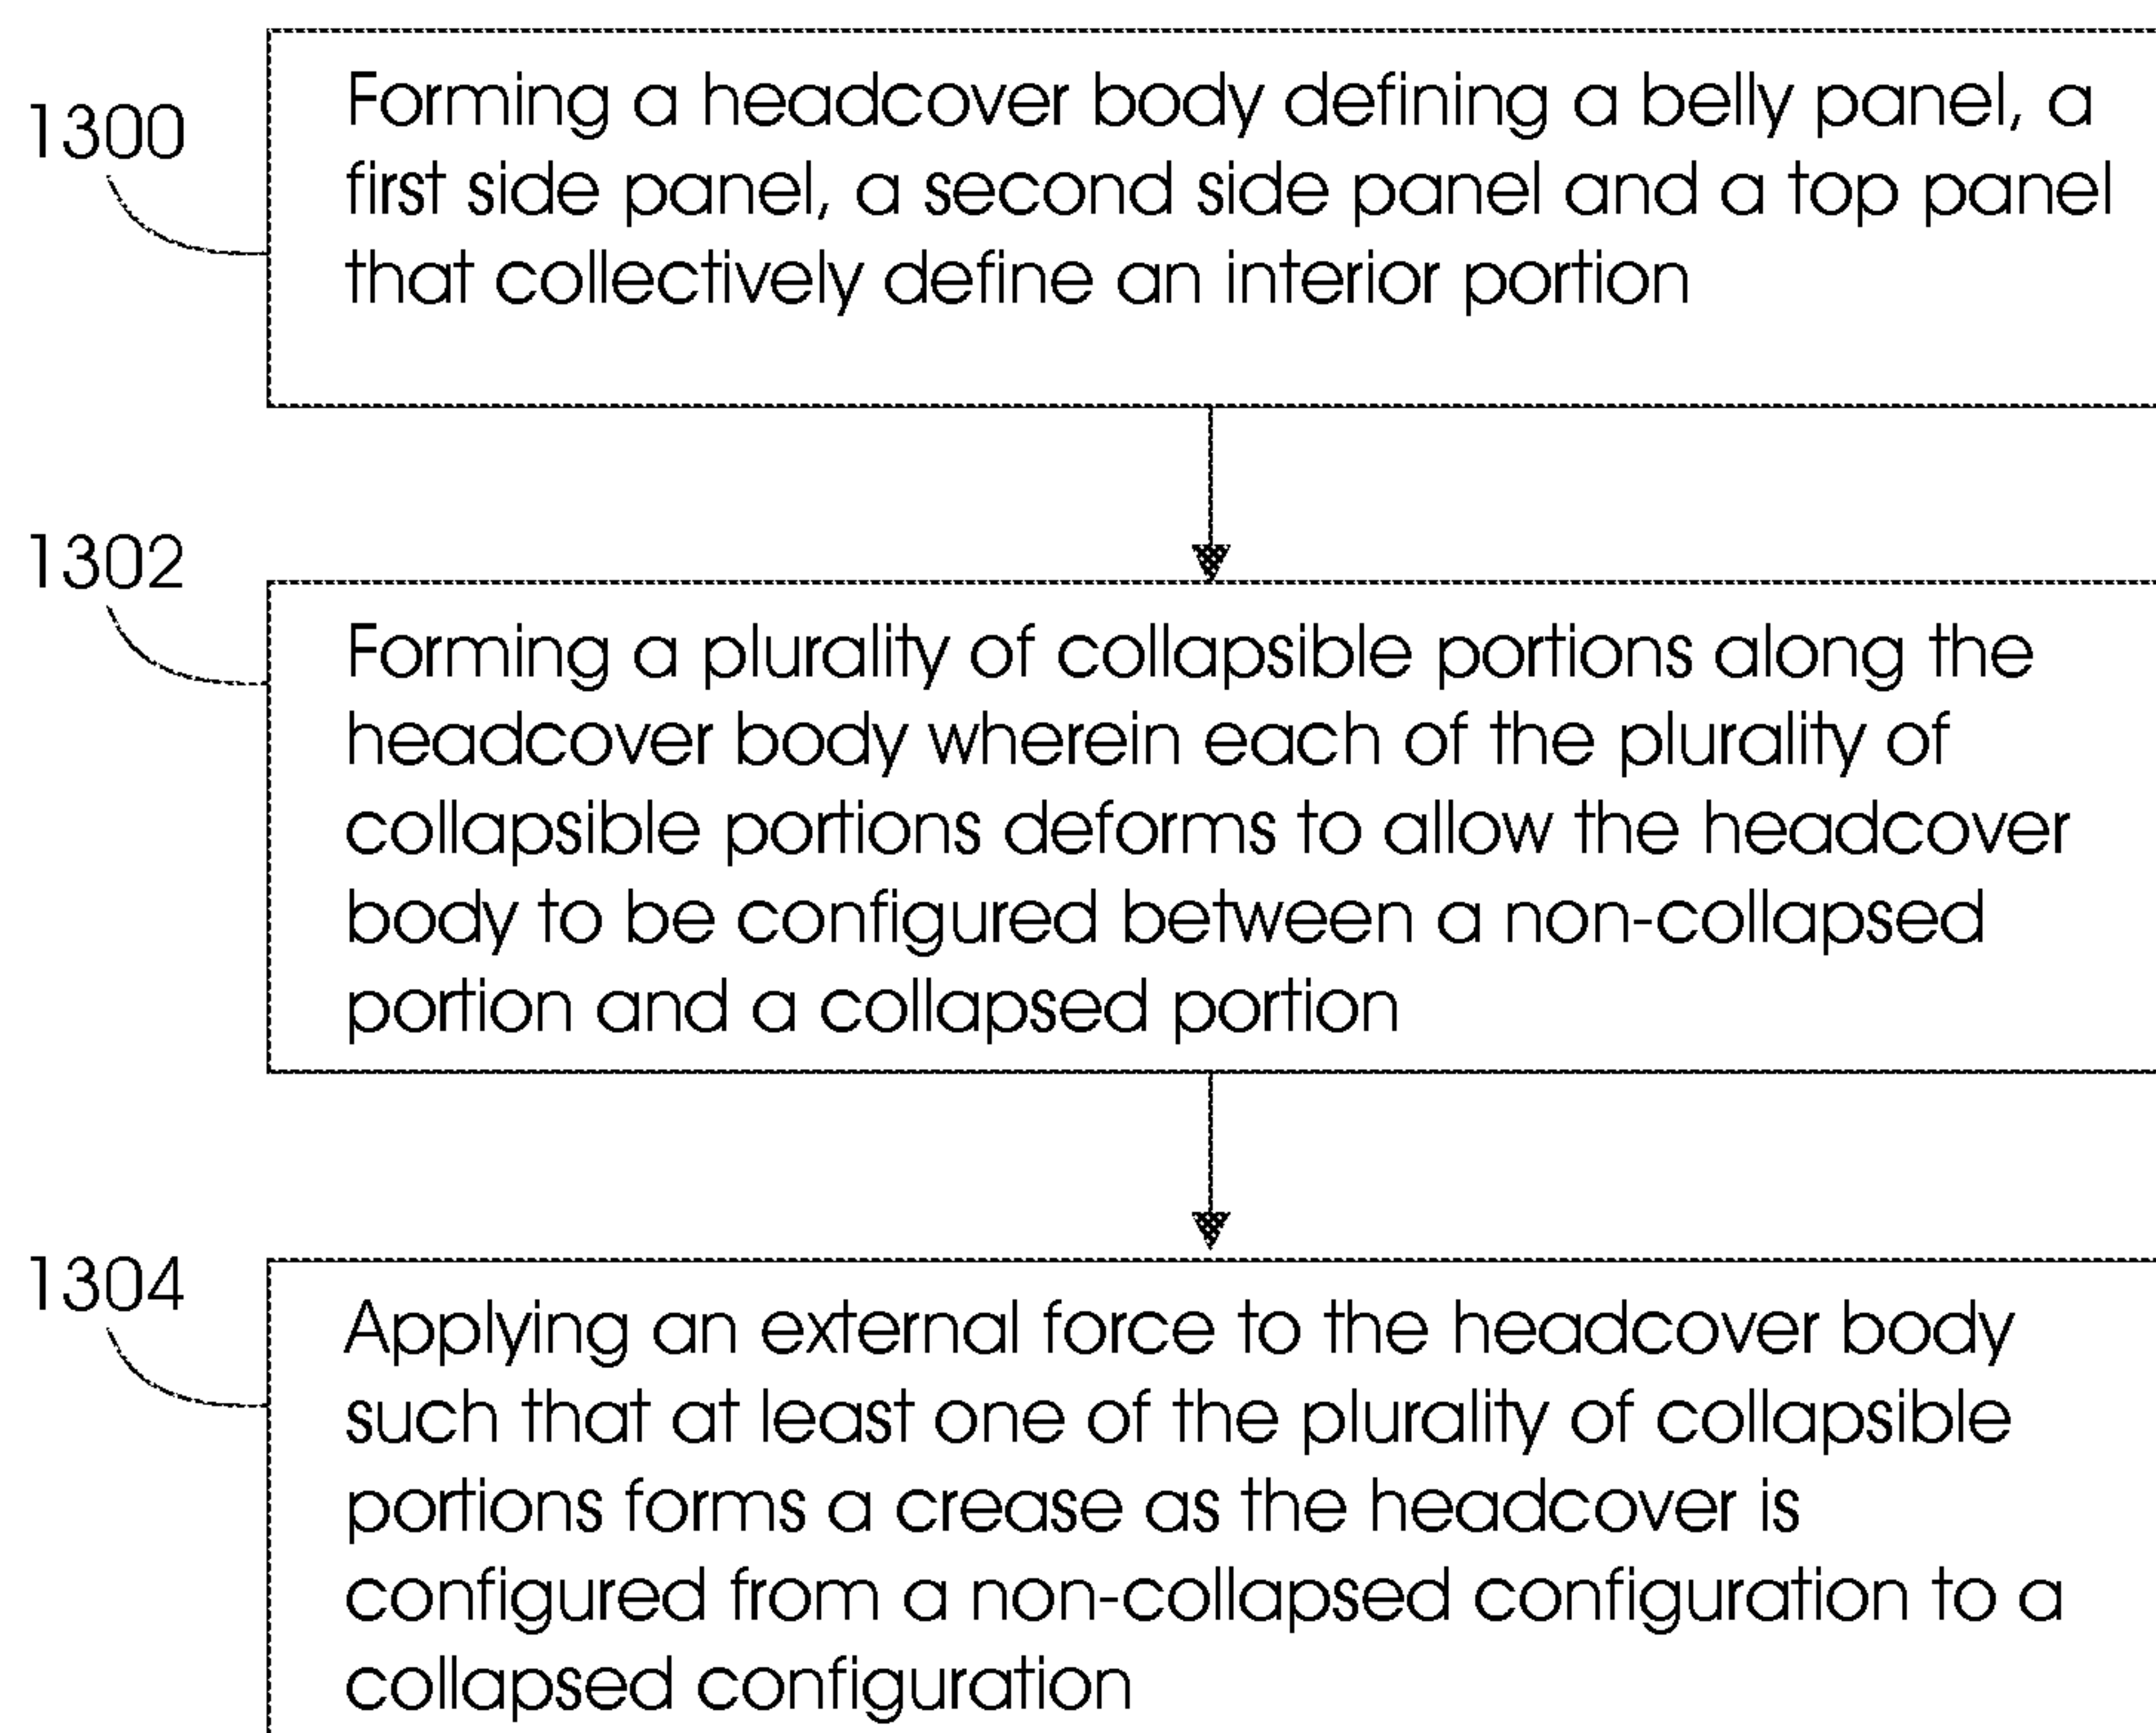 1300
Forming a headcover body defining a belly panel, a
first side panel, a second side panel and a top panel
that collectively define an interior portion
1302
Forming a plurality of collapsible portions along the
headcover body wherein each of the plurality of
collapsible portions deforms to allow the headcover
body to be configured between a non-collapsed
portion and a collapsed portion
1304
Applying an external force to the headcover body
such that at least one of the plurality of collapsible
portions forms a crease as the headcover is
configured from a non-collapsed configuration to a
collapsed configuration